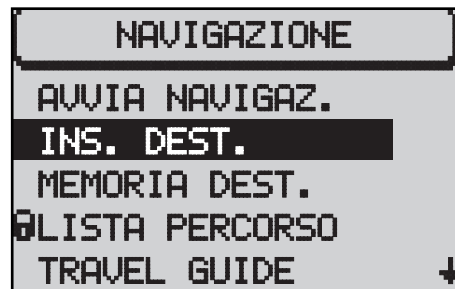 NAVIGAZIONE
AVVIA NAVIGAZ.
INS. DEST.
MEMORIA DEST.
LISTA PERCORSO
TRAVEL GUIDE